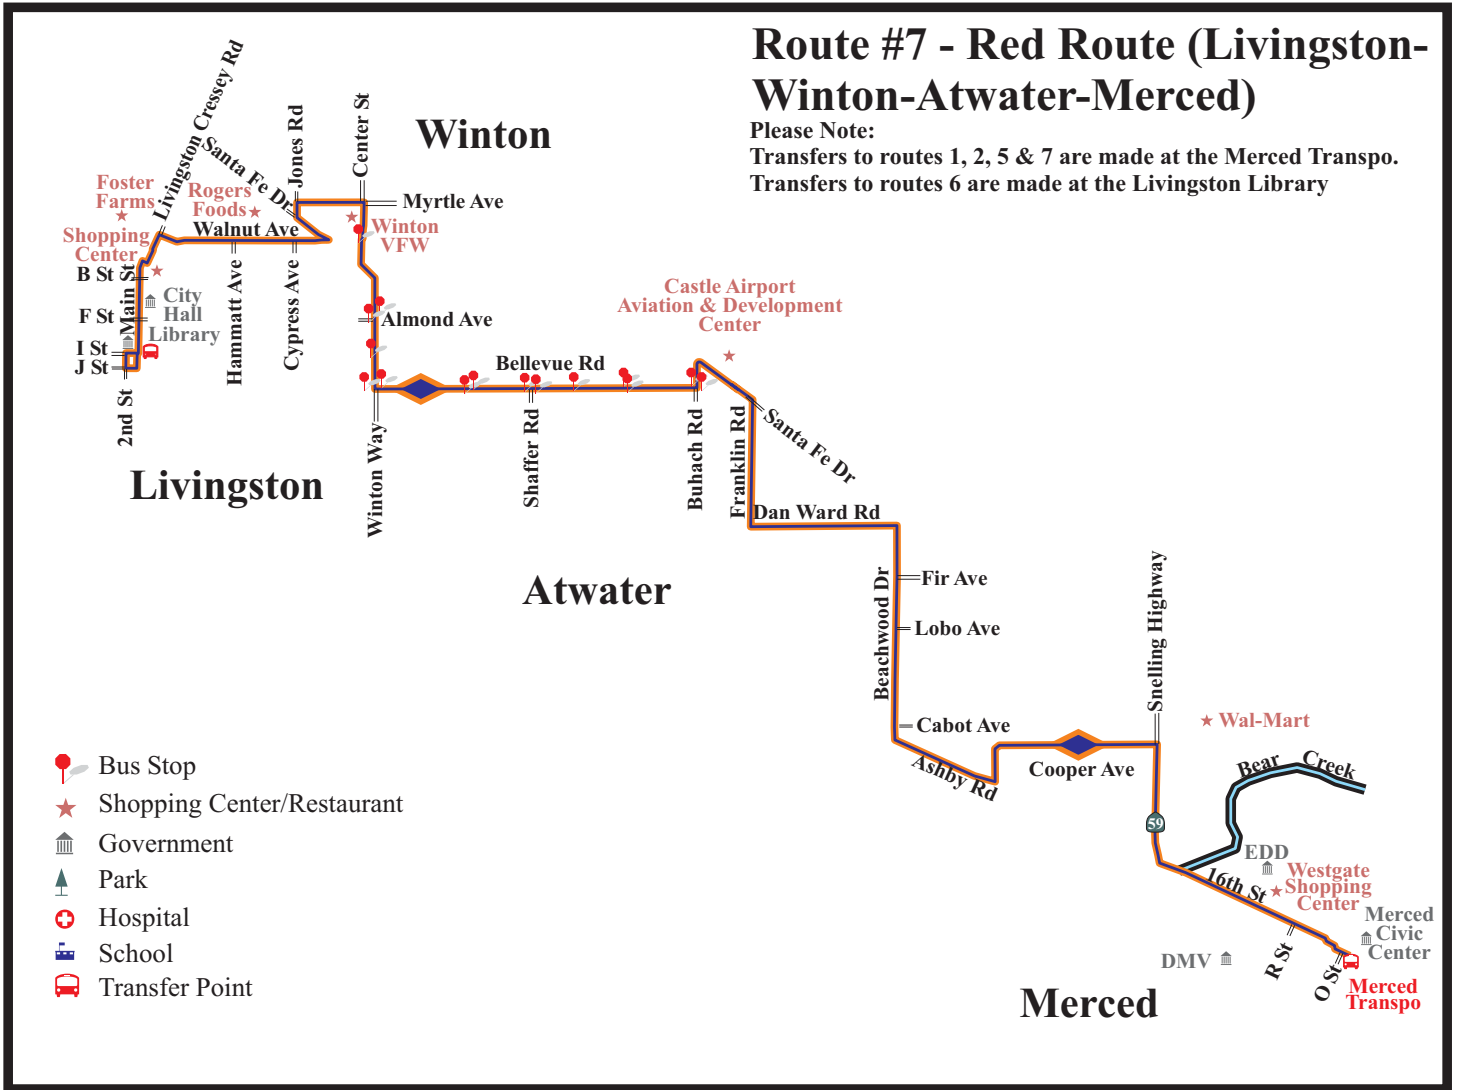 Route #7 - Red Route (Livingston-
Winton-Atwater-Merced)
Please Note:
Transfers to routes 1, 2, 5 & 7 are made at the Merced Transpo.
Transfers to routes 6 are made at the Livingston Library
Winton
Livingston Cressey Rd
Santa Fe Dr
Jones Rd
Center St
Myrtle Ave
Foster
Farms
Rogers
Foods
Walnut Ave
Winton
VFW
Shopping
Center
B St
Main St
City
Hall
Library
F St
I St
J St
2nd St
Hammatt Ave
Cypress Ave
Almond Ave
Castle Airport
Aviation & Development
Center
Bellevue Rd
Livingston
Winton Way
Shaffer Rd
Buhach Rd
Franklin Rd
Santa Fe Dr
Dan Ward Rd
Atwater
Beachwood Dr
Fir Ave
Lobo Ave
Cabot Ave
Ashby Rd
Cooper Ave
Snelling Highway
Wal-Mart
Bear Creek
59
EDD
16th St
Westgate
Shopping
Center
Merced
Civic
Center
DMV
R St
O St
Merced
Transpo
Merced
Bus Stop
Shopping Center/Restaurant
Government
Park
Hospital
School
Transfer Point